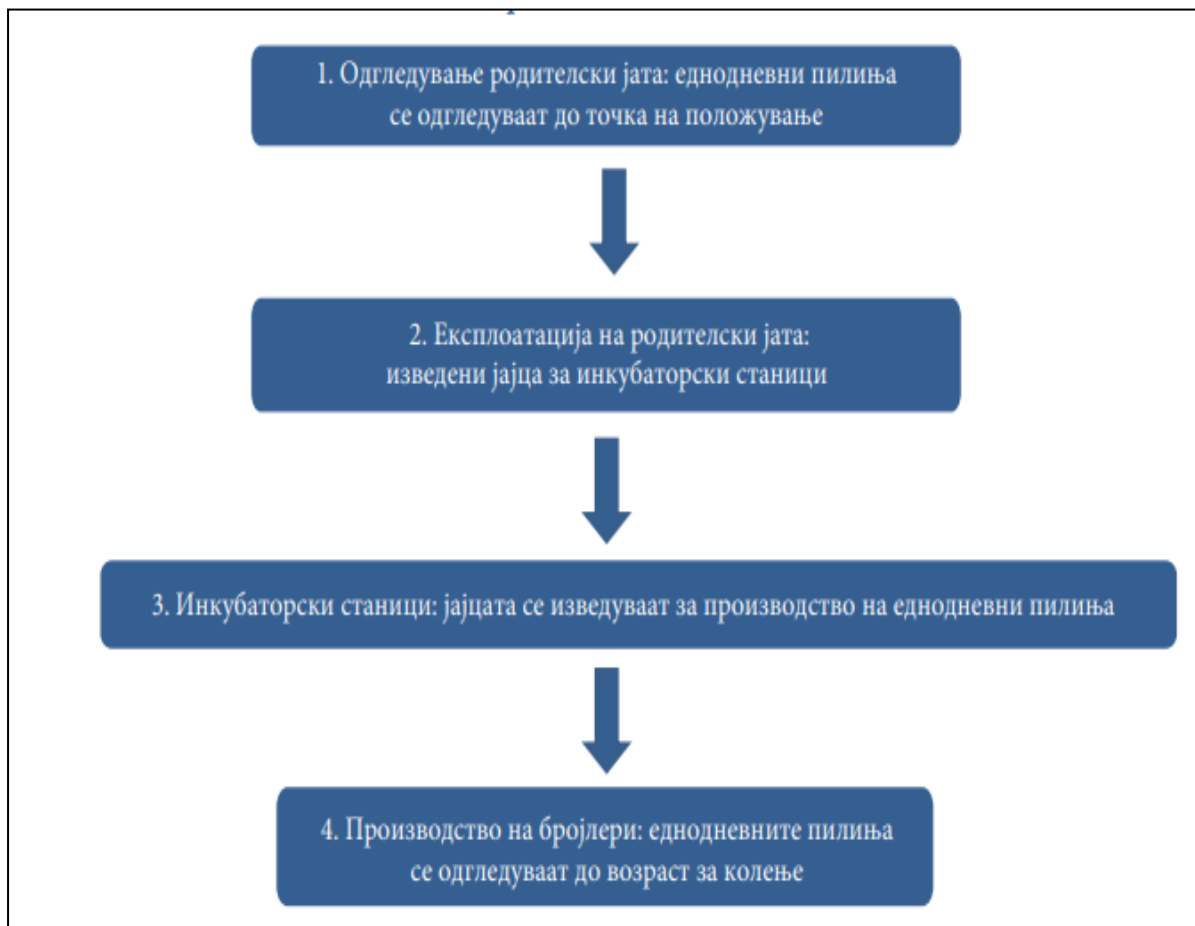 1. Одгледување родителски јата: еднодневни пилиња
се одгледуваат до точка на положување
2. Експлоатација на родителски јата:
изведени јајца за инкубаторски станици
3. Инкубаторски станици: јајцата се изведуваат за производство на еднодневни пилиња
4. Производство на бројлери: еднодневните пилиња
се одгледуваат до возраст за колење